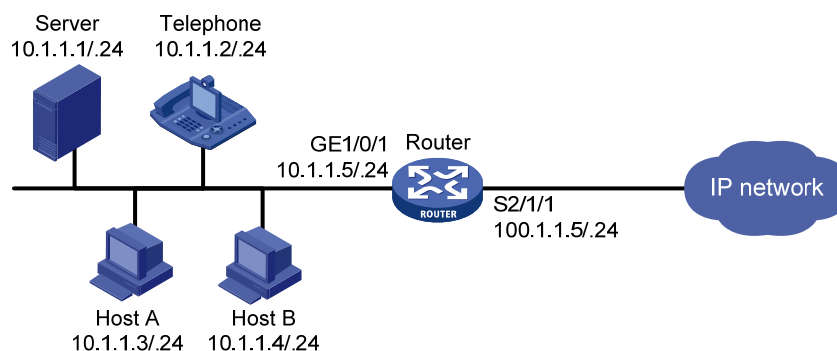 Server
10.1.1.1/.24
Telephone
10.1.1.2/.24
GE1/0/1
10.1.1.5/.24
Router
ROUTER
S2/1/1
100.1.1.5/.24
IP network
Host A
10.1.1.3/.24
Host B
10.1.1.4/.24